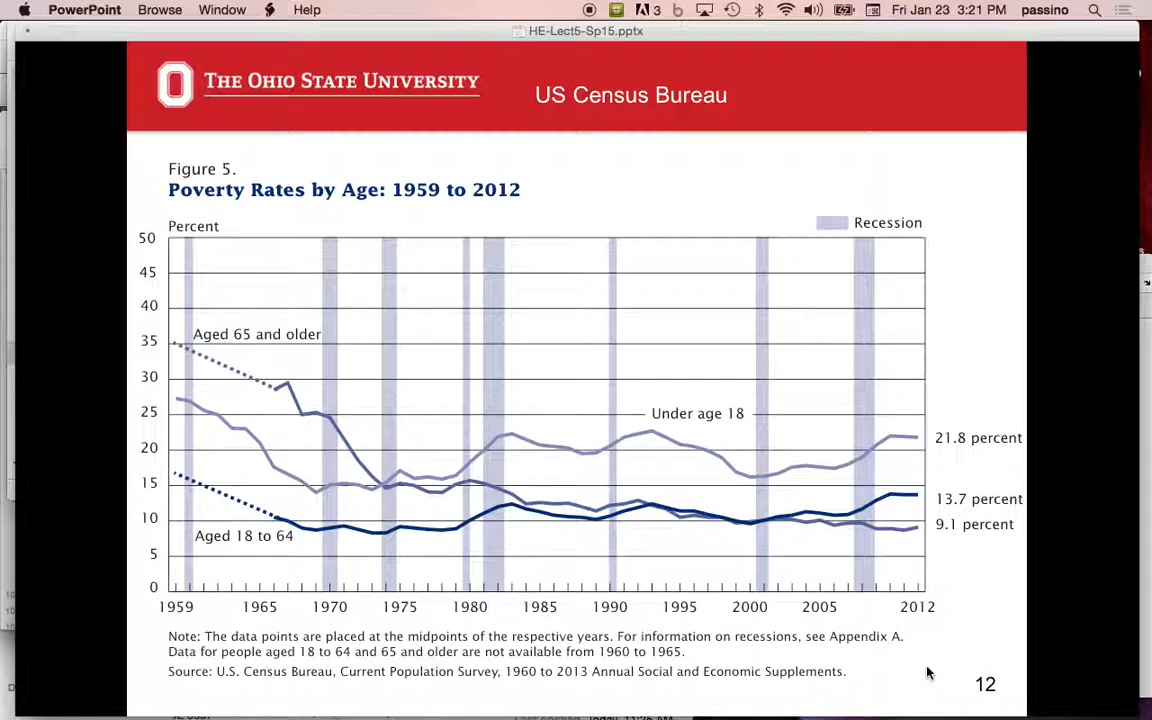 PowerPoint Browse Window Help 3 Fri Jan 23 3:21 PM passino
HE-Lect5-Sp15.pptx
THE OHIO STATE UNIVERSITY
US Census Bureau
Figure 5.
Poverty Rates by Age: 1959 to 2012
Percent
Recession
50
45
40
35
30
25
20
15
10
5
0
Aged 65 and older
Under age 18
Aged 18 to 64
21.8 percent
13.7 percent
9.1 percent
1959 1965 1970 1975 1980 1985 1990 1995 2000 2005 2012
Note: The data points are placed at the midpoints of the respective years. For information on recessions, see Appendix A.
Data for people aged 18 to 64 and 65 and older are not available from 1960 to 1965.
Source: U.S. Census Bureau, Current Population Survey, 1960 to 2013 Annual Social and Economic Supplements.
12